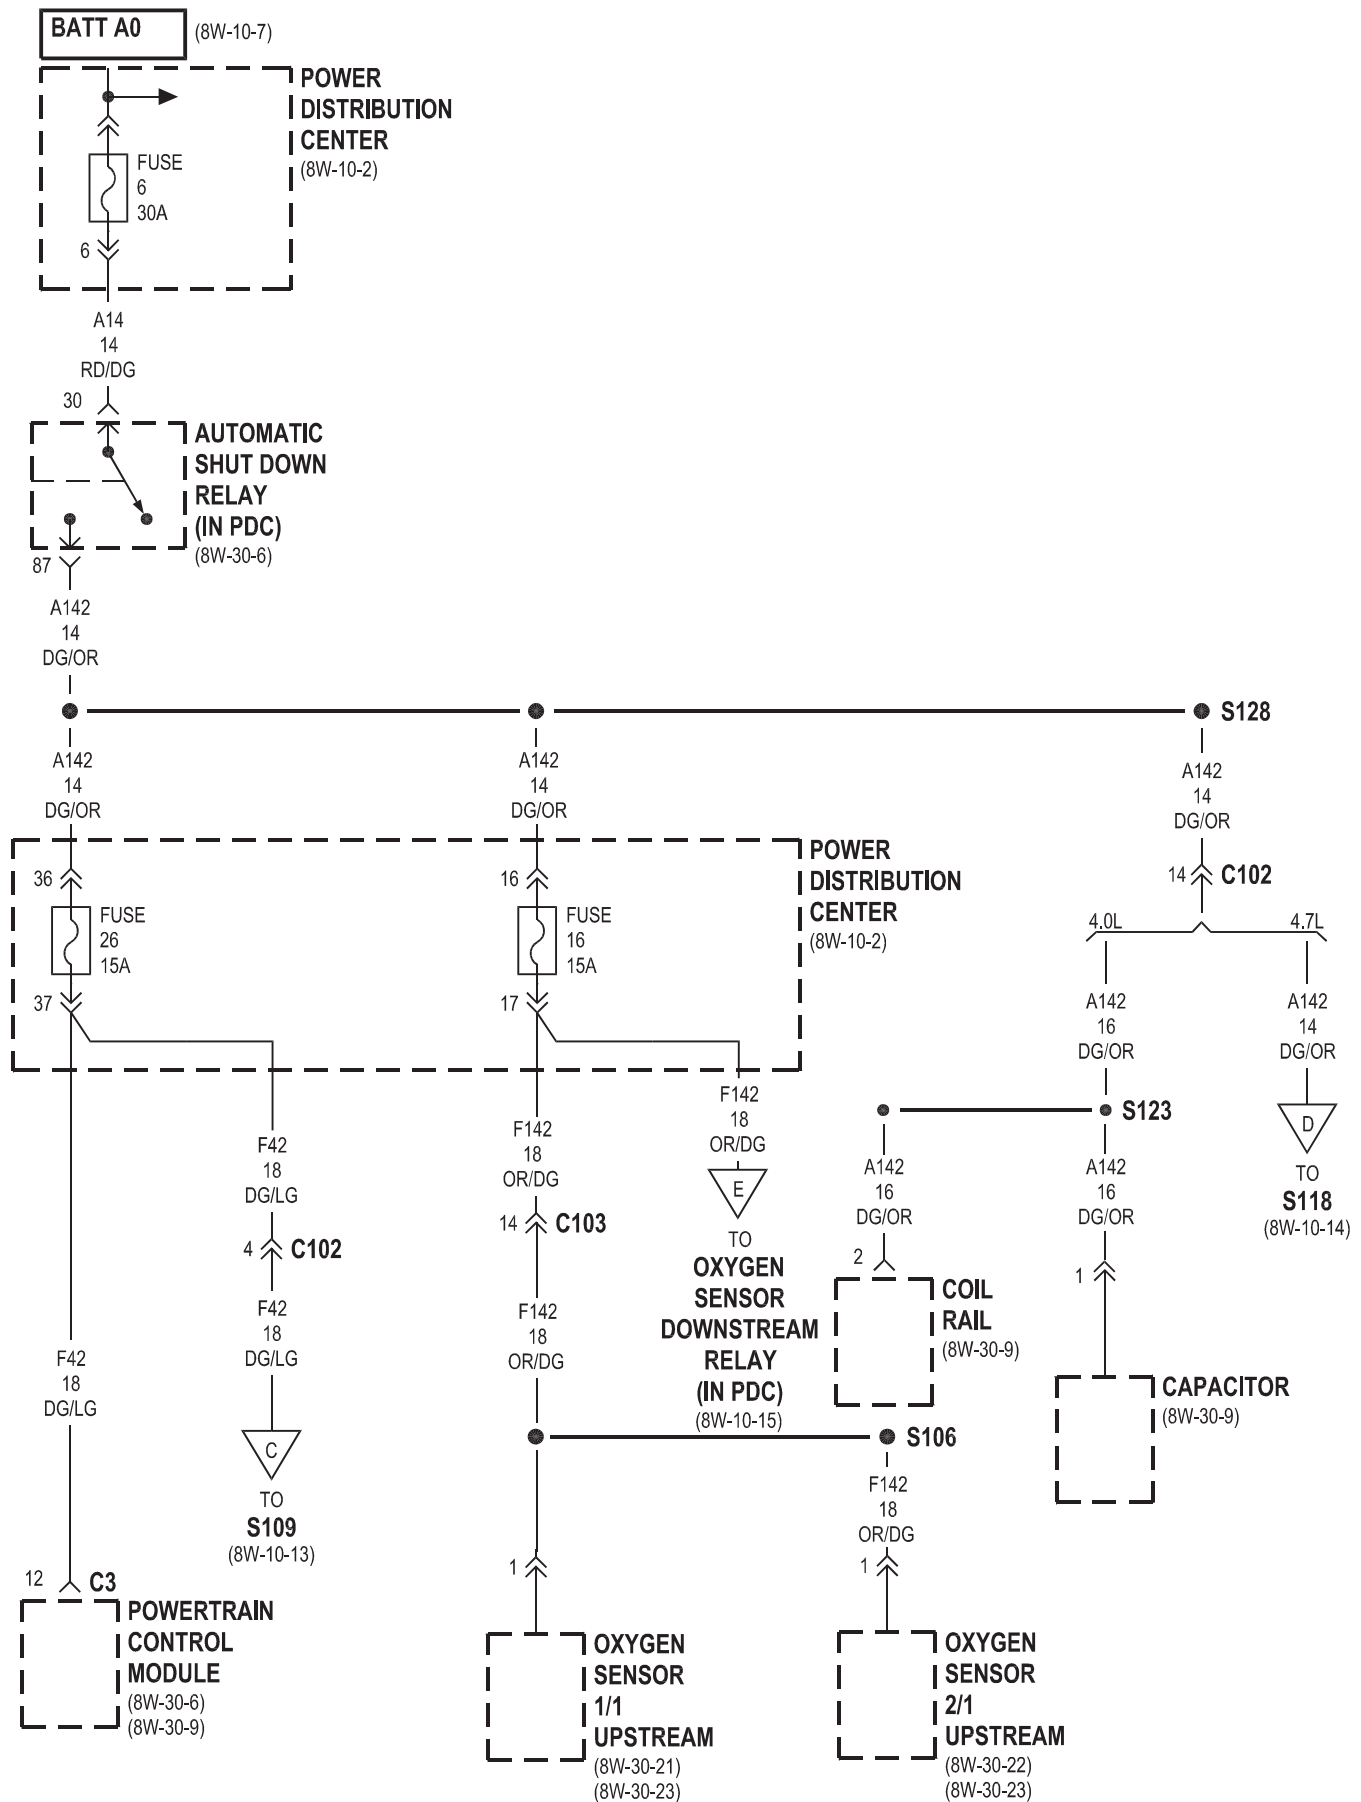 BATT A0
(8W-10-7)
POWER
DISTRIBUTION
CENTER
(8W-10-2)
FUSE
6
30A
6
A14
14
RD/DG
30
AUTOMATIC
SHUT DOWN
RELAY
(IN PDC)
(8W-30-6)
87
A142
14
DG/OR
S128
A142
14
DG/OR
A142
14
DG/OR
A142
14
DG/OR
POWER
DISTRIBUTION
CENTER
(8W-10-2)
36
FUSE
26
15A
37
16
FUSE
16
15A
17
14
C102
4.0L
4.7L
A142
16
DG/OR
A142
14
DG/OR
S123
D
TO
S118
(8W-10-14)
F42
18
DG/LG
4
C102
F42
18
DG/LG
C
TO
S109
(8W-10-13)
F142
18
OR/DG
14
C103
F142
18
OR/DG
F142
18
OR/DG
E
TO
OXYGEN
SENSOR
DOWNSTREAM
RELAY
(IN PDC)
(8W-10-15)
A142
16
DG/OR
2
COIL
RAIL
(8W-30-9)
A142
16
DG/OR
1
CAPACITOR
(8W-30-9)
F42
18
DG/LG
12
C3
POWERTRAIN
CONTROL
MODULE
(8W-30-6)
(8W-30-9)
S106
F142
18
OR/DG
1
OXYGEN
SENSOR
1/1
UPSTREAM
(8W-30-21)
(8W-30-23)
1
OXYGEN
SENSOR
2/1
UPSTREAM
(8W-30-22)
(8W-30-23)